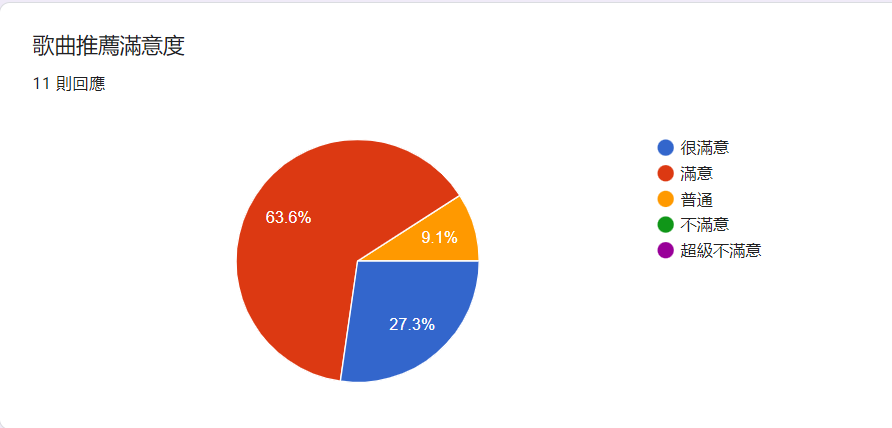 歌曲推薦滿意度
11 則回應
很滿意
滿意
普通
不滿意
超級不滿意
63.6%
9.1%
27.3%